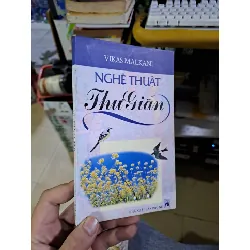 VIKAS MALKANI
NGHỆ THUẬT
Thư Giãn